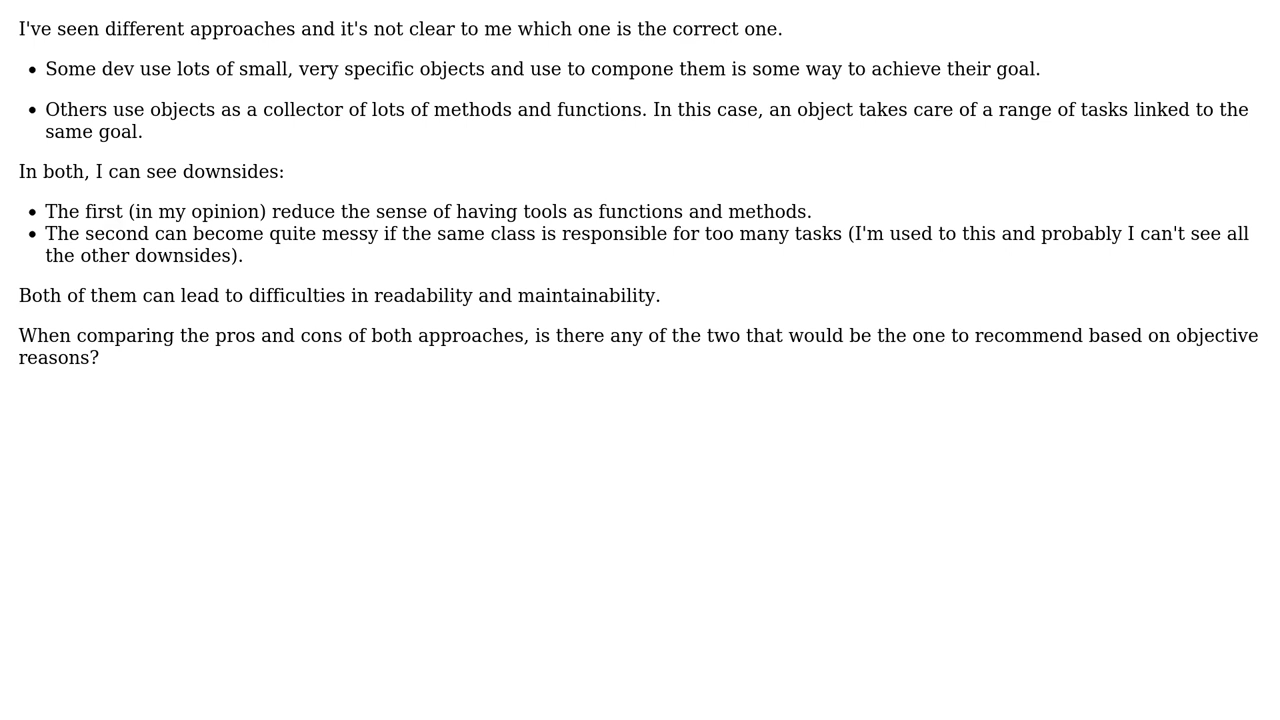 I've seen different approaches and it's not clear to me which one is the correct one.
• Some dev use lots of small, very specific objects and use to compone them is some way to achieve their goal.
• Others use objects as a collector of lots of methods and functions. In this case, an object takes care of a range of tasks linked to the
same goal.
In both, I can see downsides:
• The first (in my opinion) reduce the sense of having tools as functions and methods.
• The second can become quite messy if the same class is responsible for too many tasks (I'm used to this and probably I can't see all
the other downsides).
Both of them can lead to difficulties in readability and maintainability.
When comparing the pros and cons of both approaches, is there any of the two that would be the one to recommend based on objective
reasons?